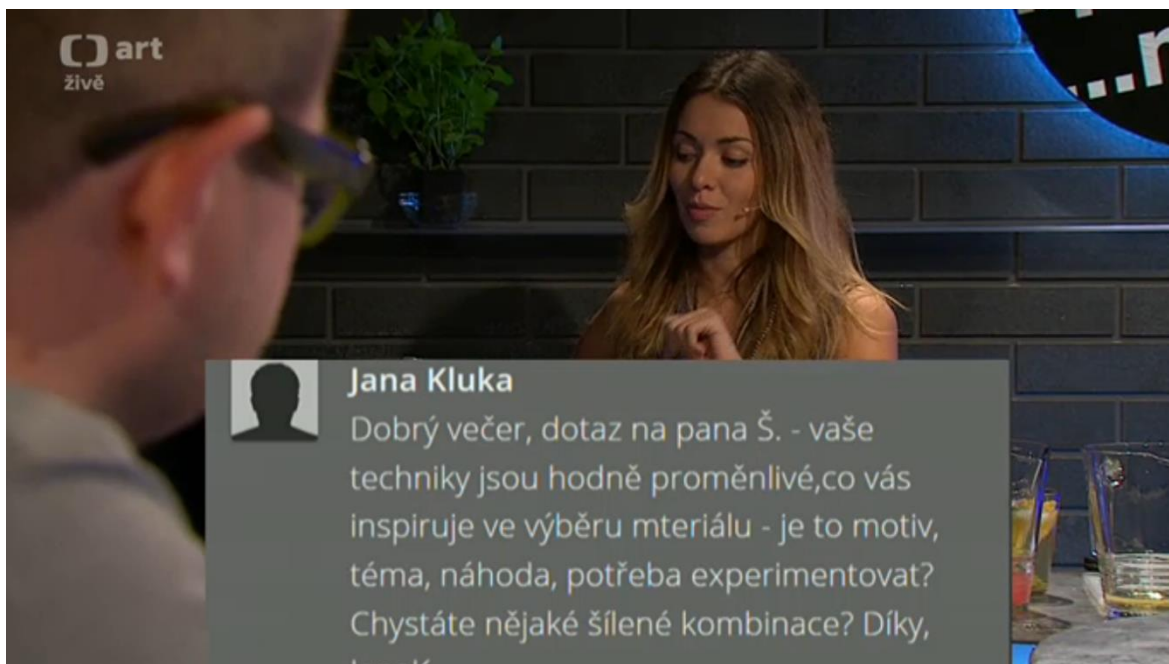 art
živě
...r
Jana Kluka
Dobrý večer, dotaz na pana Š. - vaše
techniky jsou hodně proměnlivé,co vás
inspiruje ve výběru mteriálu - je to motiv,
téma, náhoda, potřeba experimentovat?
Chystáte nějaké šílené kombinace? Díky,